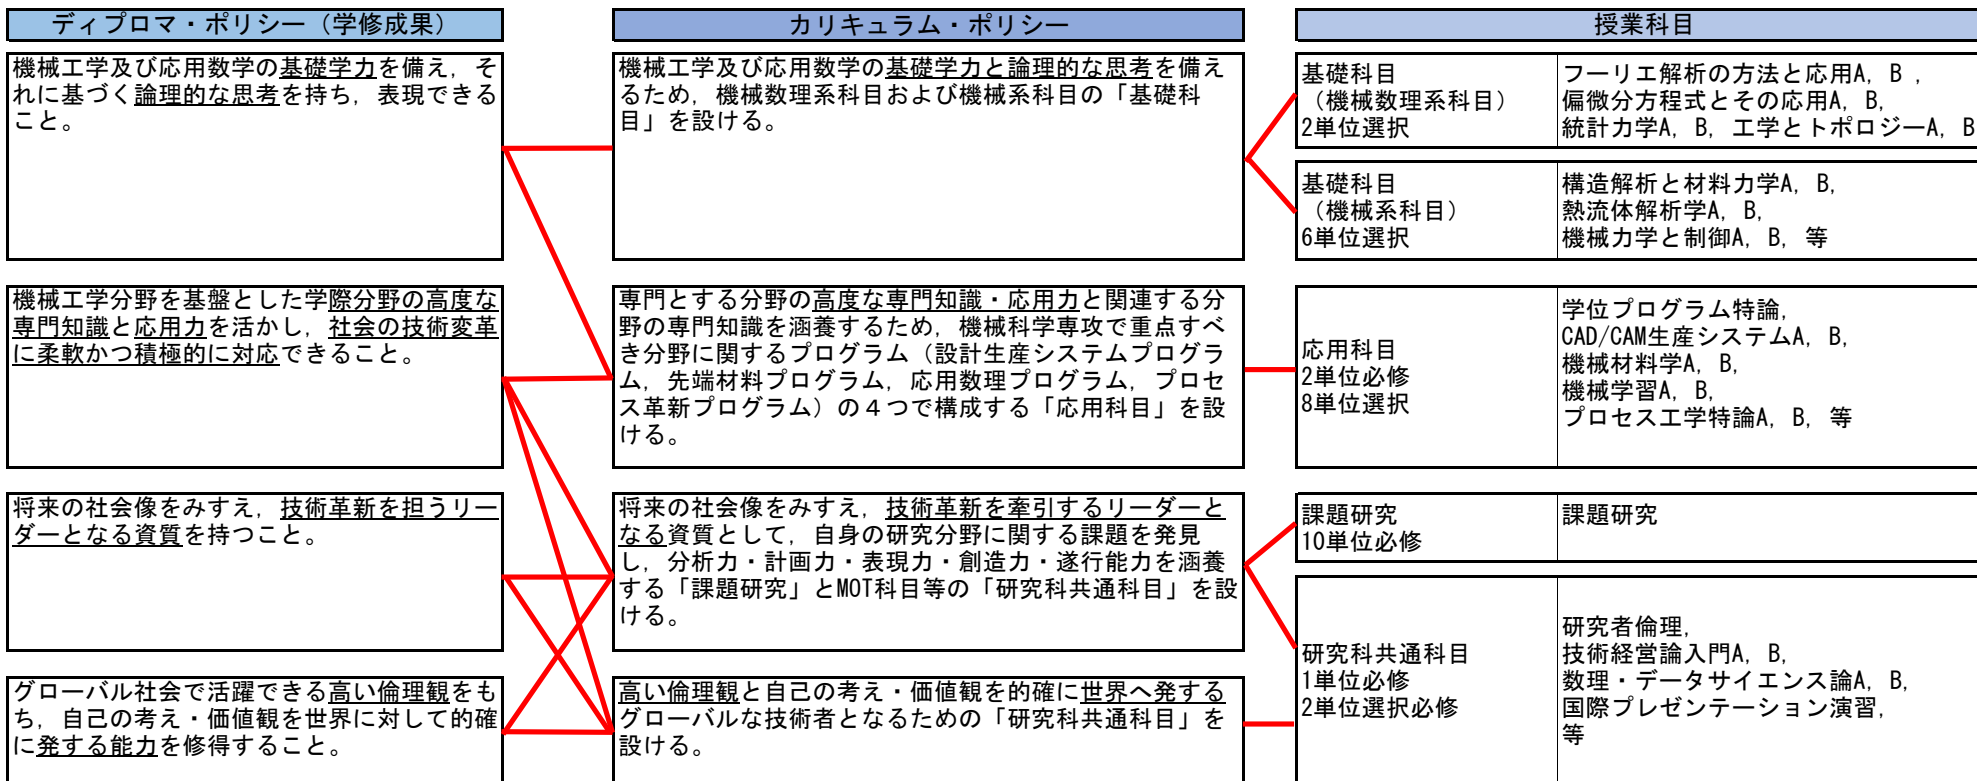 ディプロマ・ポリシー（学修成果）
カリキュラム・ポリシー
授業科目
機械工学及び応用数学の基礎学力を備え，そ
れに基づく論理的な思考を持ち，表現できる
こと。
機械工学及び応用数学の基礎学力と論理的な思考を備え
るため，機械数理系科目および機械系科目の「基礎科
目」を設ける。
基礎科目
（機械数理系科目）
2単位選択
フーリエ解析の方法と応用A, B ,
偏微分方程式とその応用A, B,
統計力学A, B, 工学とトポロジーA, B
基礎科目
（機械系科目）
6単位選択
構造解析と材料力学A, B,
熱流体解析学A, B,
機械力学と制御A, B, 等
機械工学分野を基盤とした学際分野の高度な
専門知識と応用力を活かし，社会の技術変革
に柔軟かつ積極的に対応できること。
専門とする分野の高度な専門知識・応用力と関連する分
野の専門知識を涵養するため，機械科学専攻で重点すべ
き分野に関するプログラム（設計生産システムプログラ
ム，先端材料プログラム，応用数理プログラム，プロセ
ス革新プログラム）の４つで構成する「応用科目」を設
ける。
応用科目
2単位必修
8単位選択
学位プログラム特論,
CAD/CAM生産システムA, B,
機械材料学A, B,
機械学習A, B,
プロセス工学特論A, B, 等
将来の社会像をみすえ，技術革新を担うリー
ダーとなる資質を持つこと。
将来の社会像をみすえ，技術革新を牽引するリーダーと
なる資質として，自身の研究分野に関する課題を発見
し，分析力・計画力・表現力・創造力・遂行能力を涵養
する「課題研究」とMOT科目等の「研究科共通科目」を設
ける。
課題研究
10単位必修
課題研究
研究科共通科目
1単位必修
2単位選択必修
研究者倫理,
技術経営論入門A, B,
数理・データサイエンス論A, B,
国際プレゼンテーション演習,
等
グローバル社会で活躍できる高い倫理観をも
ち，自己の考え・価値観を世界に対して的確
に発する能力を修得すること。
高い倫理観と自己の考え・価値観を的確に世界へ発する
グローバルな技術者となるための「研究科共通科目」を
設ける。